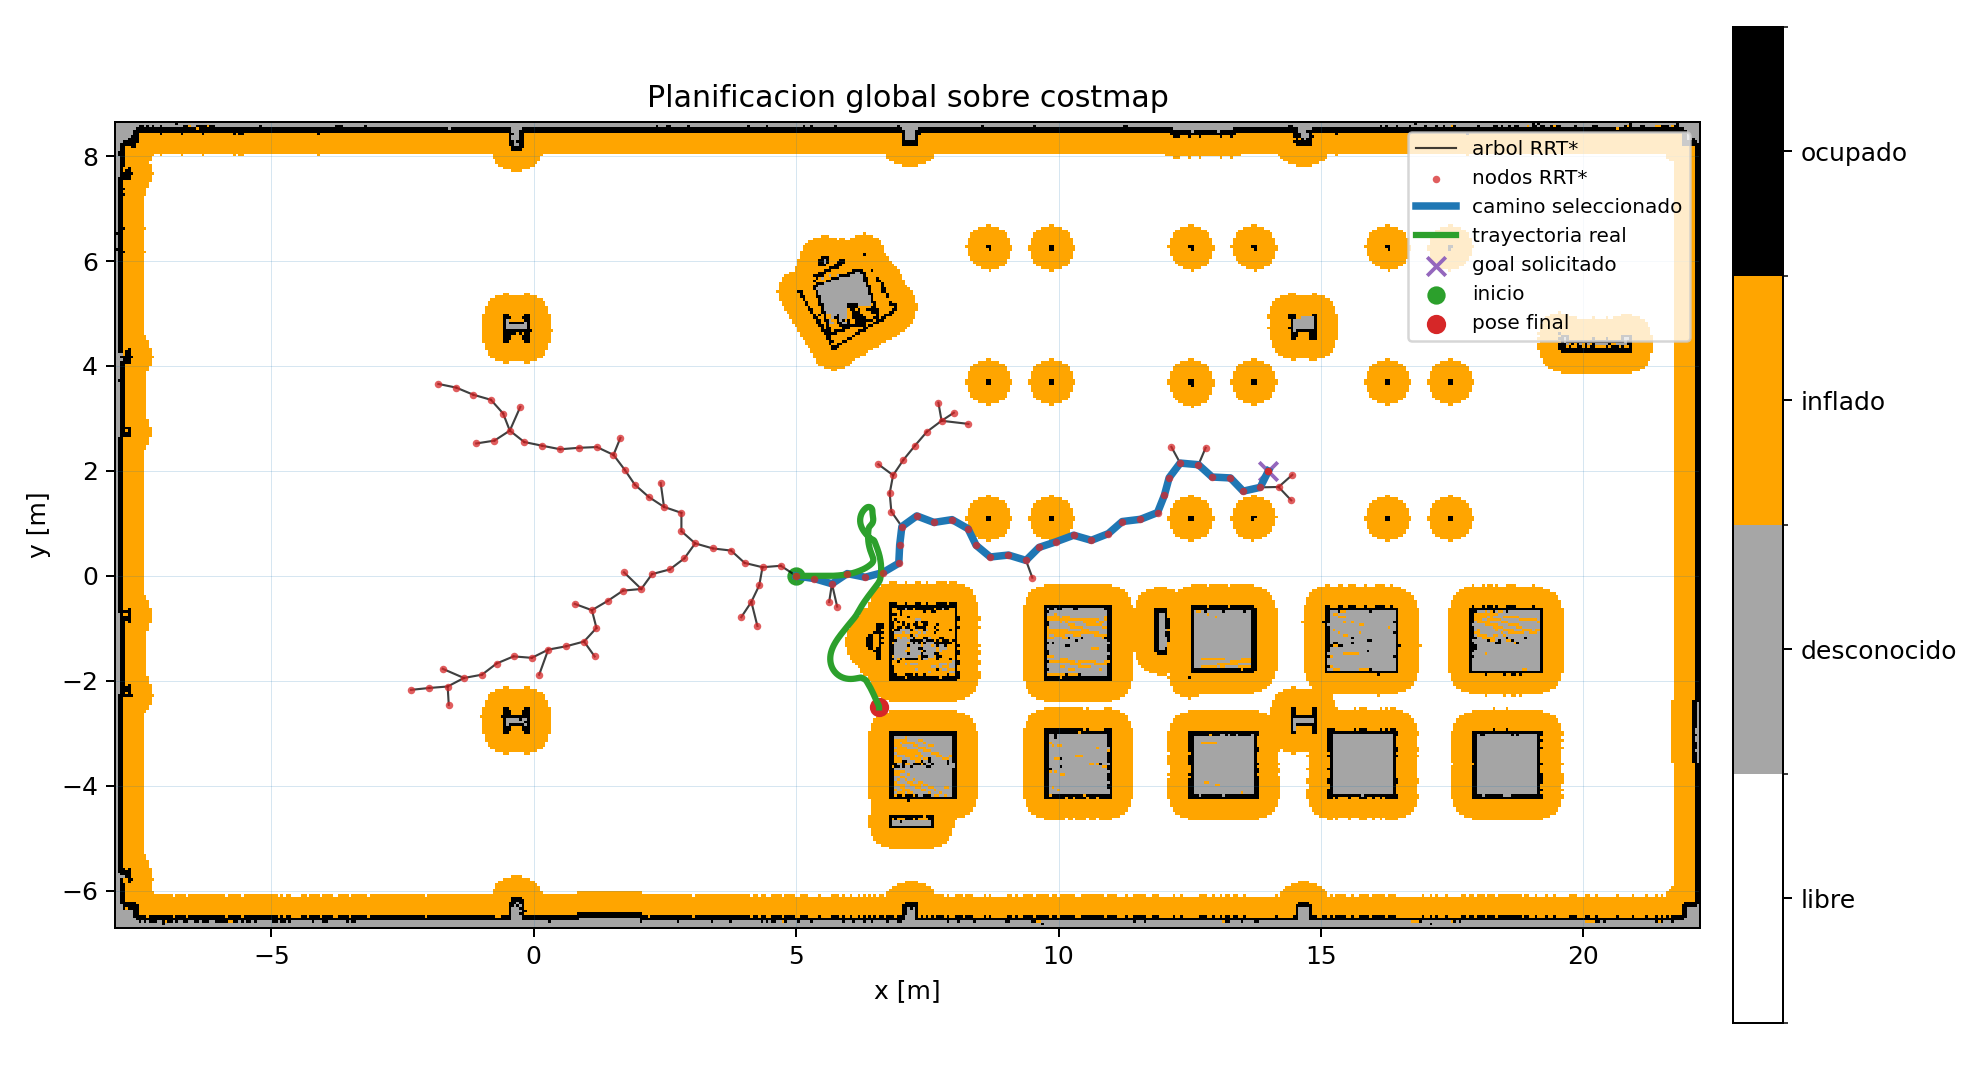 Planificacion global sobre costmap
arbol RRT*
nodos RRT*
camino seleccionado
trayectoria real
goal solicitado
inicio
pose final
8
6
4
2
0
−2
−4
−6
y [m]
−5
0
5
10
15
20
x [m]
ocupado
inflado
desconocido
libre